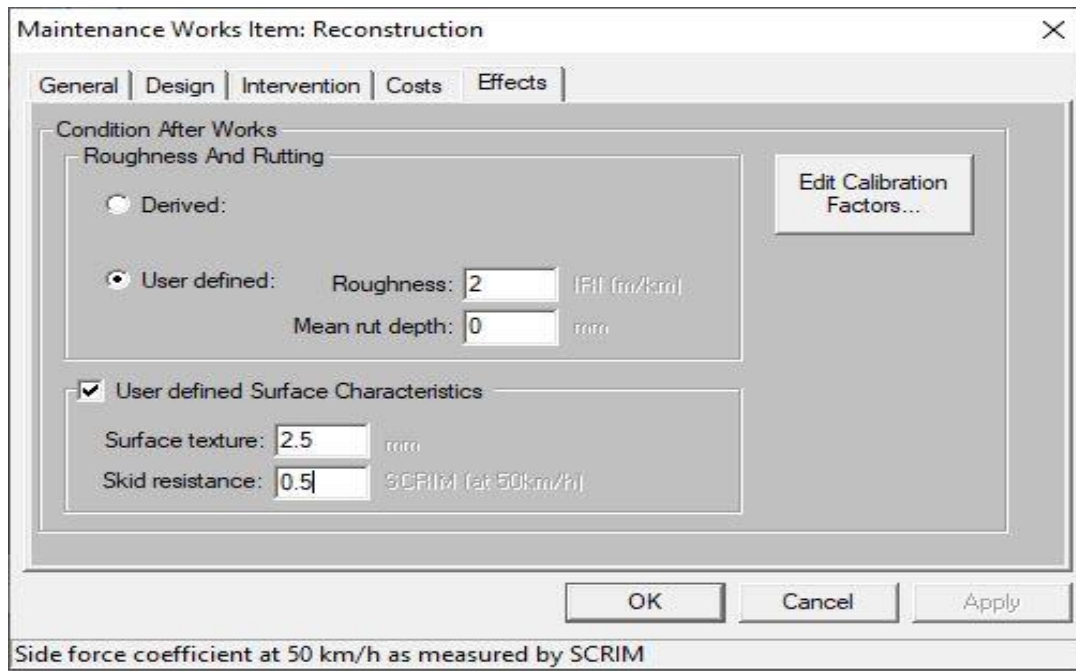 Maintenance Works Item: Reconstruction
General Design Intervention Costs Effects
Condition After Works
Roughness And Rutting
Edit Calibration
Factors...
Derived:
User defined: Roughness: 2 IRI (m/km)
Mean rut depth: 0 mm
User defined Surface Characteristics
Surface texture: 2.5 mm
Skid resistance: 0.5 SCRIM (at 50km/h)
OK Cancel Apply
Side force coefficient at 50 km/h as measured by SCRIM